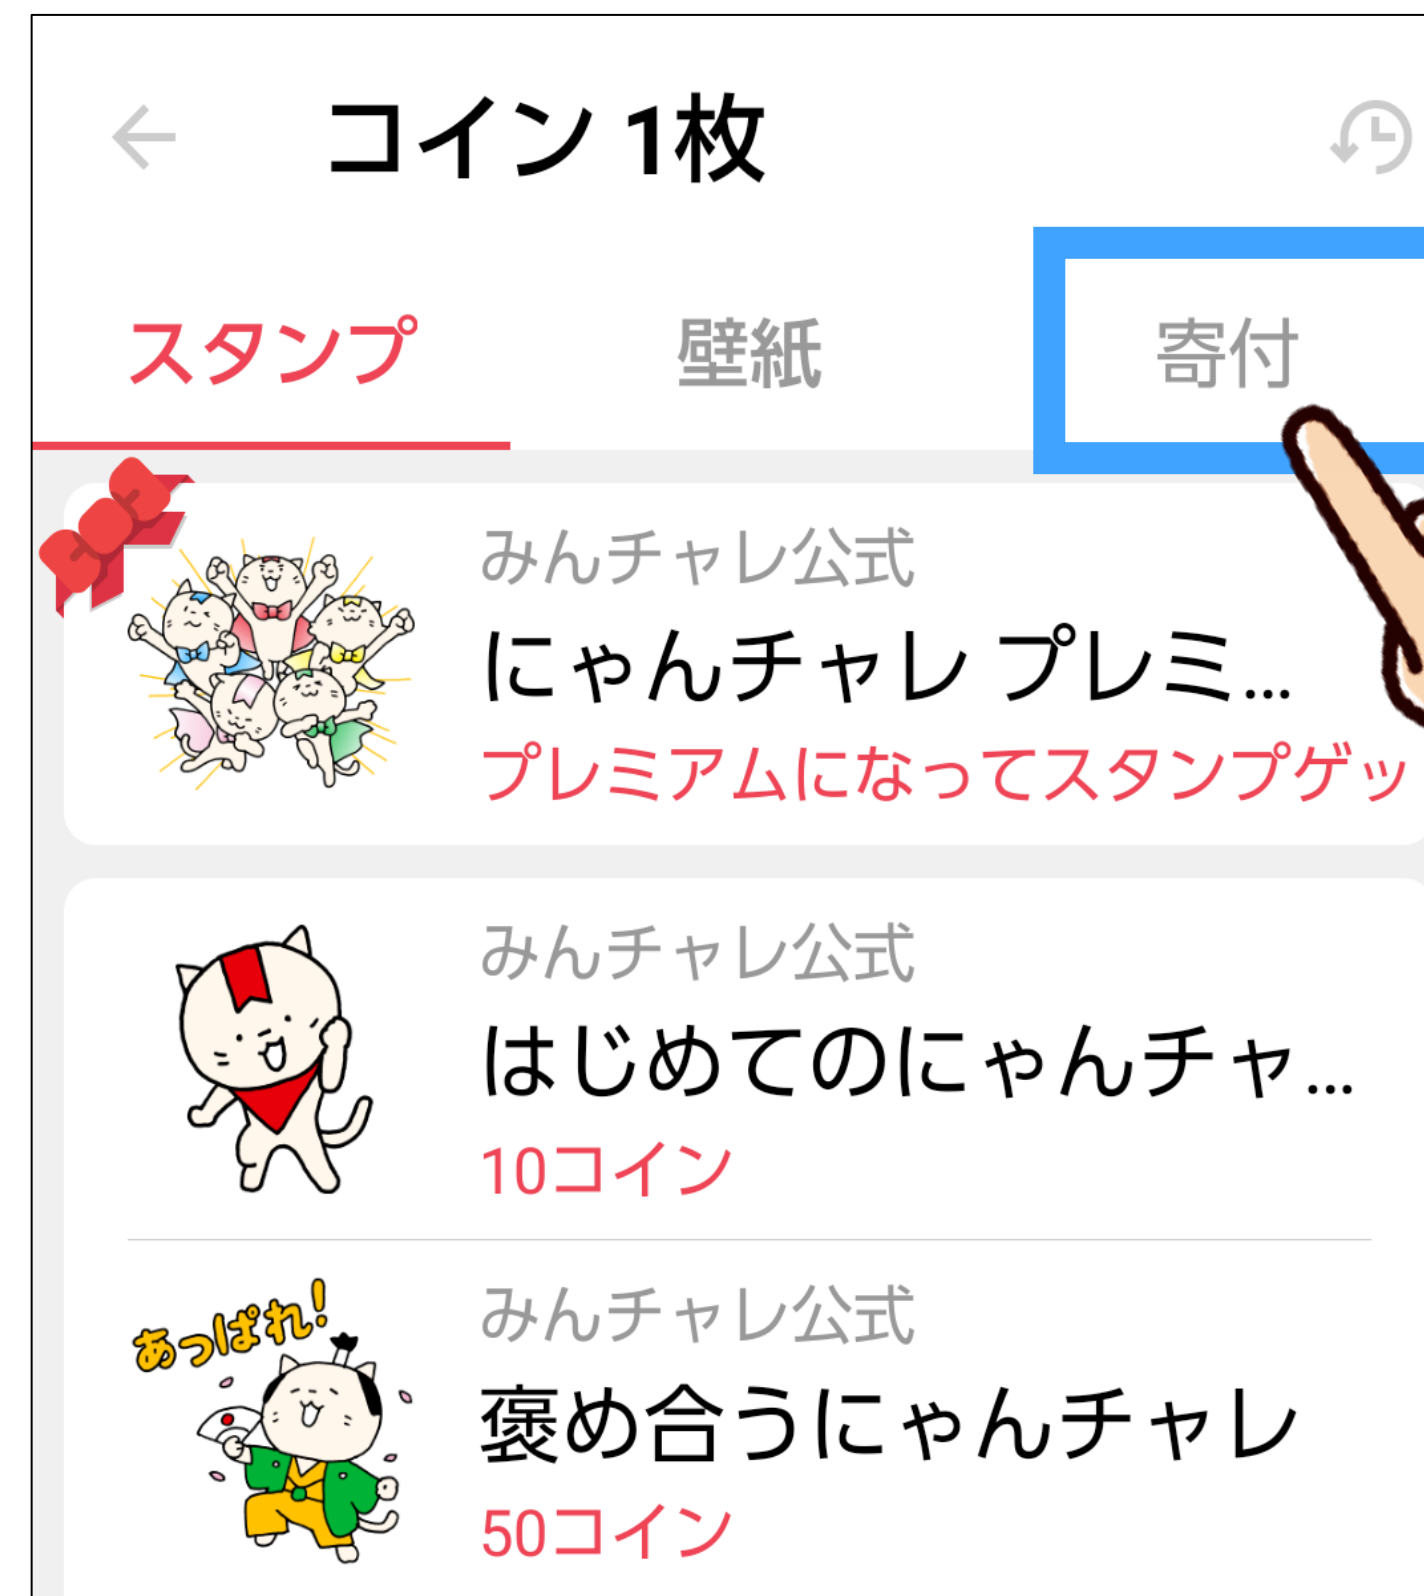 コイン 1枚
スタンプ 壁紙 寄付
みんチャレ公式
にゃんチャレ プレミ...
プレミアムになってスタンプゲッ
みんチャレ公式
はじめてのにゃんチャ...
10コイン
あっぱれ!
みんチャレ公式
褒め合うにゃんチャレ
50コイン